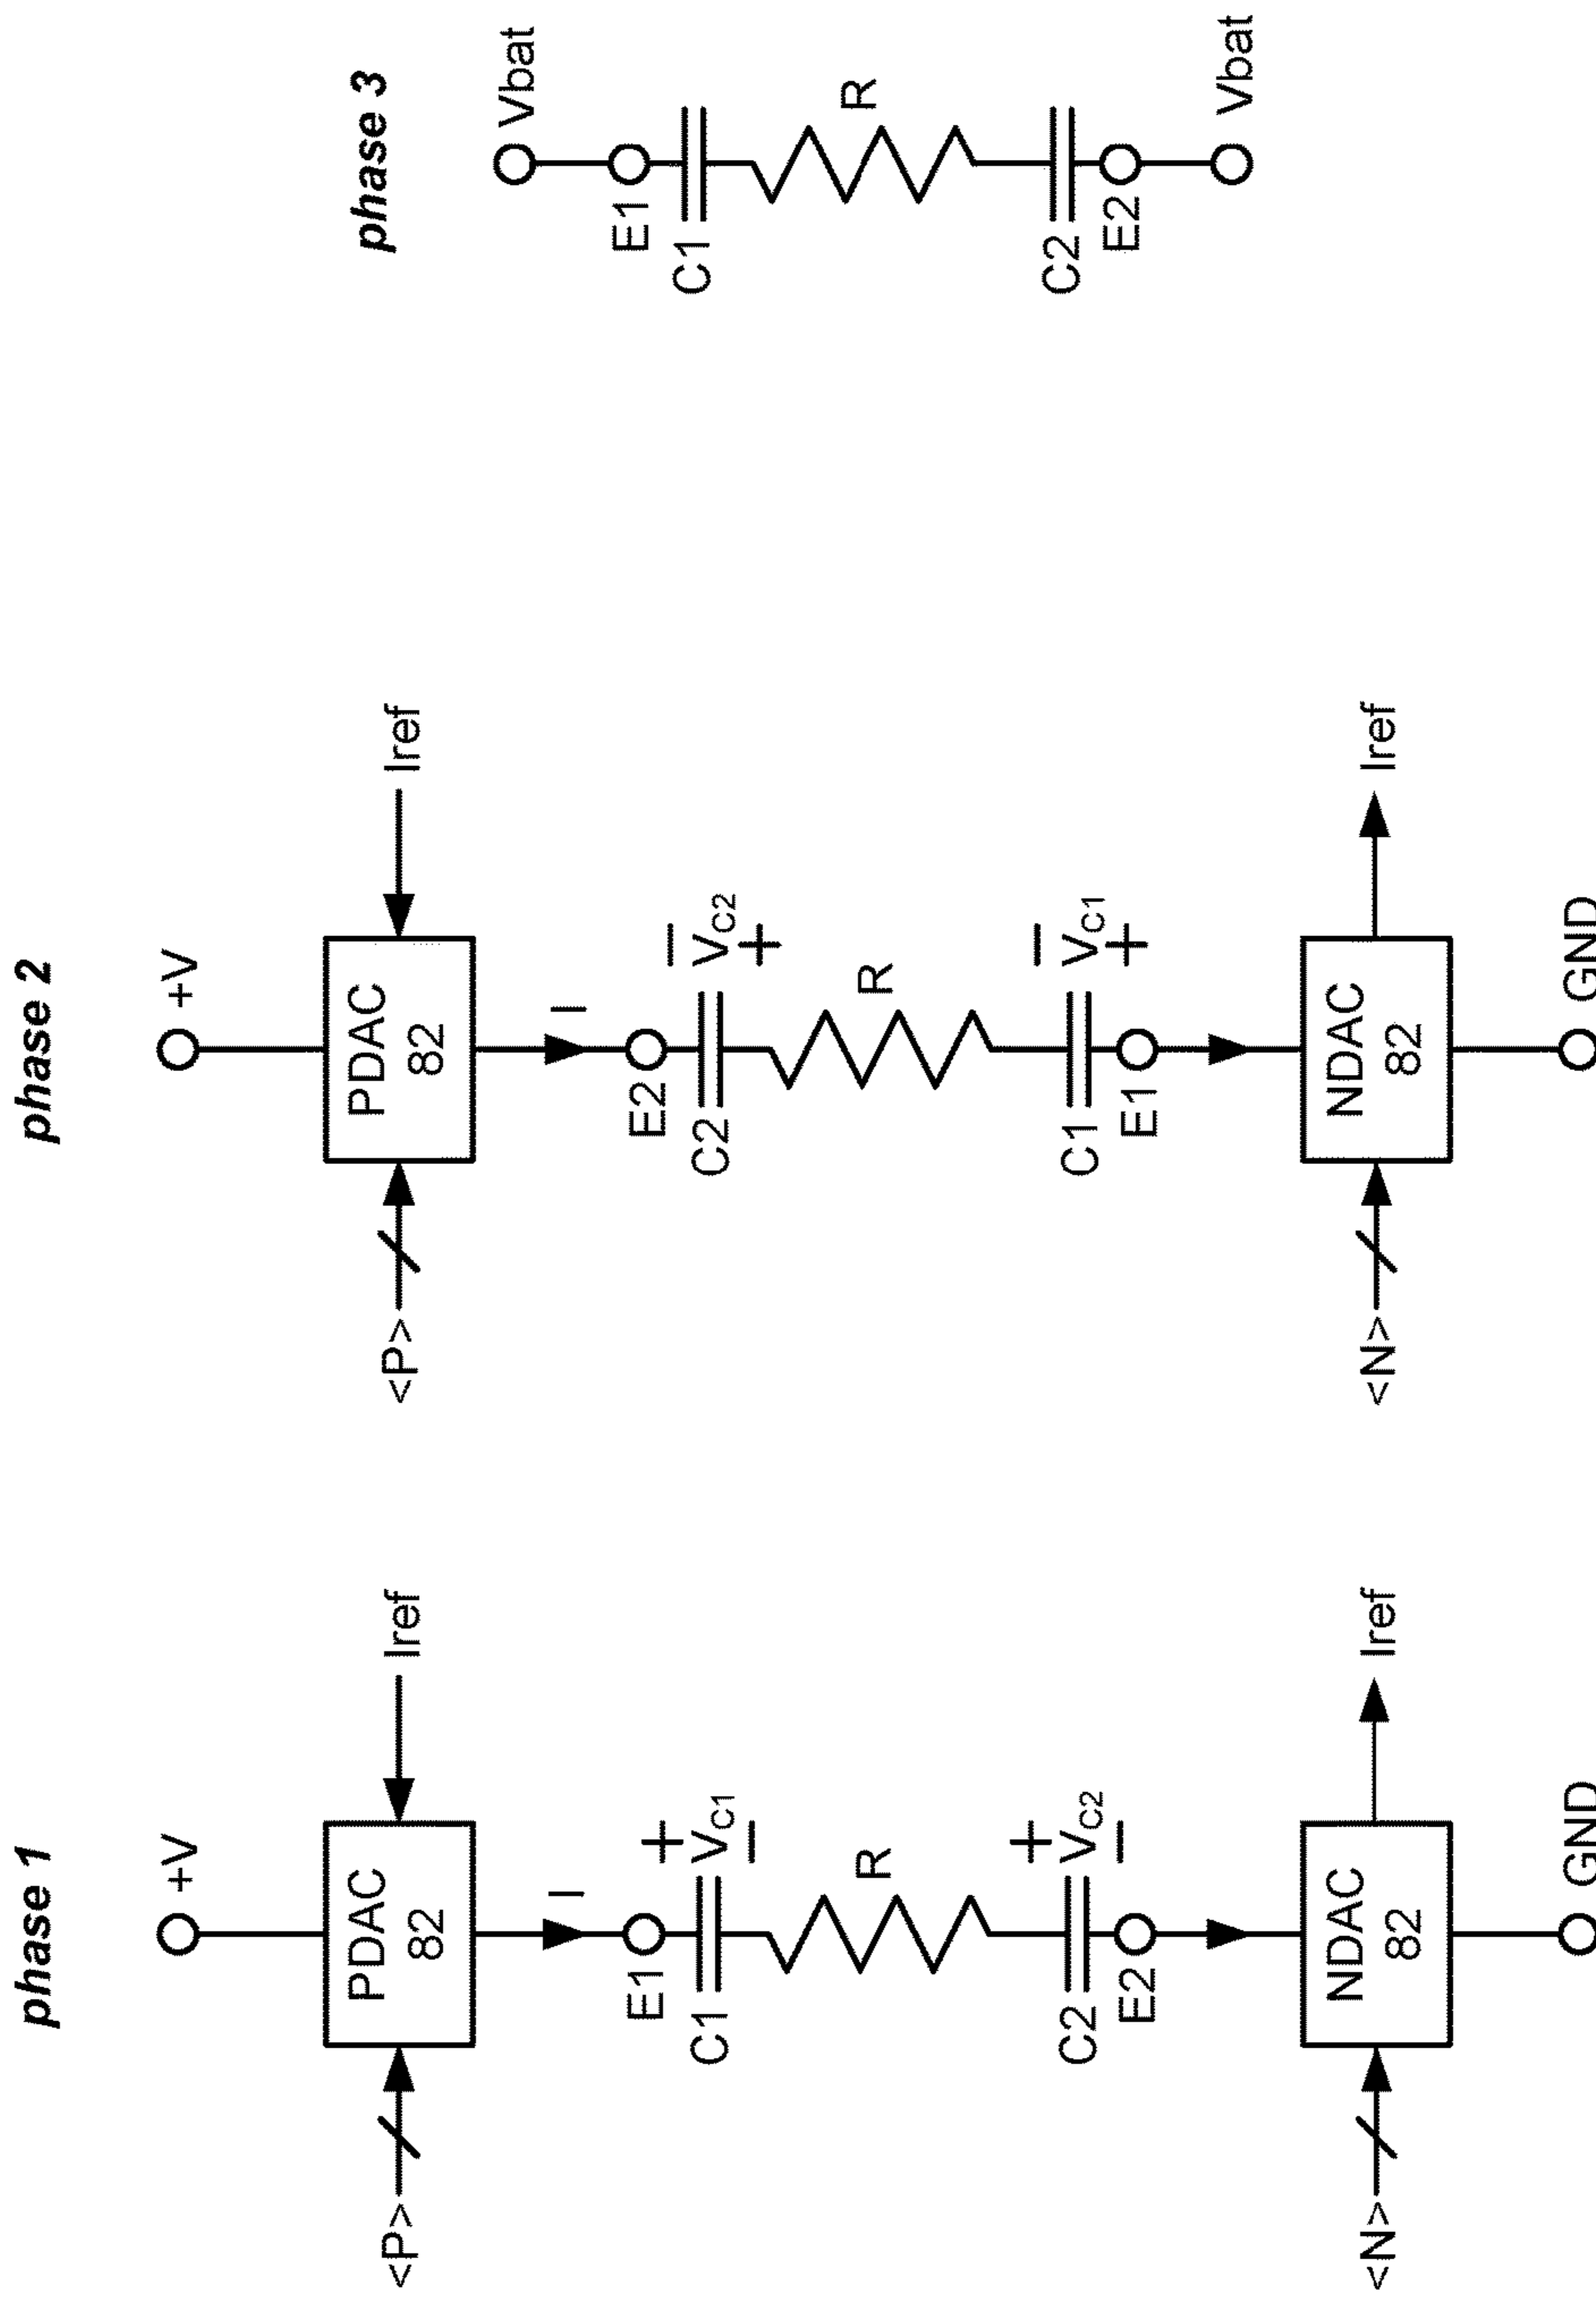 phase 1
+V
<P>
PDAC
82
Iref
I
E1
C1
+
VC1
−
R
C2
+
VC2
−
E2
<N>
NDAC
82
Iref
GND
phase 2
+V
<P>
PDAC
82
Iref
I
E2
C2
−
VC2
+
R
C1
−
VC1
+
E1
<N>
NDAC
82
Iref
GND
phase 3
Vbat
E1
C1
R
C2
E2
Vbat